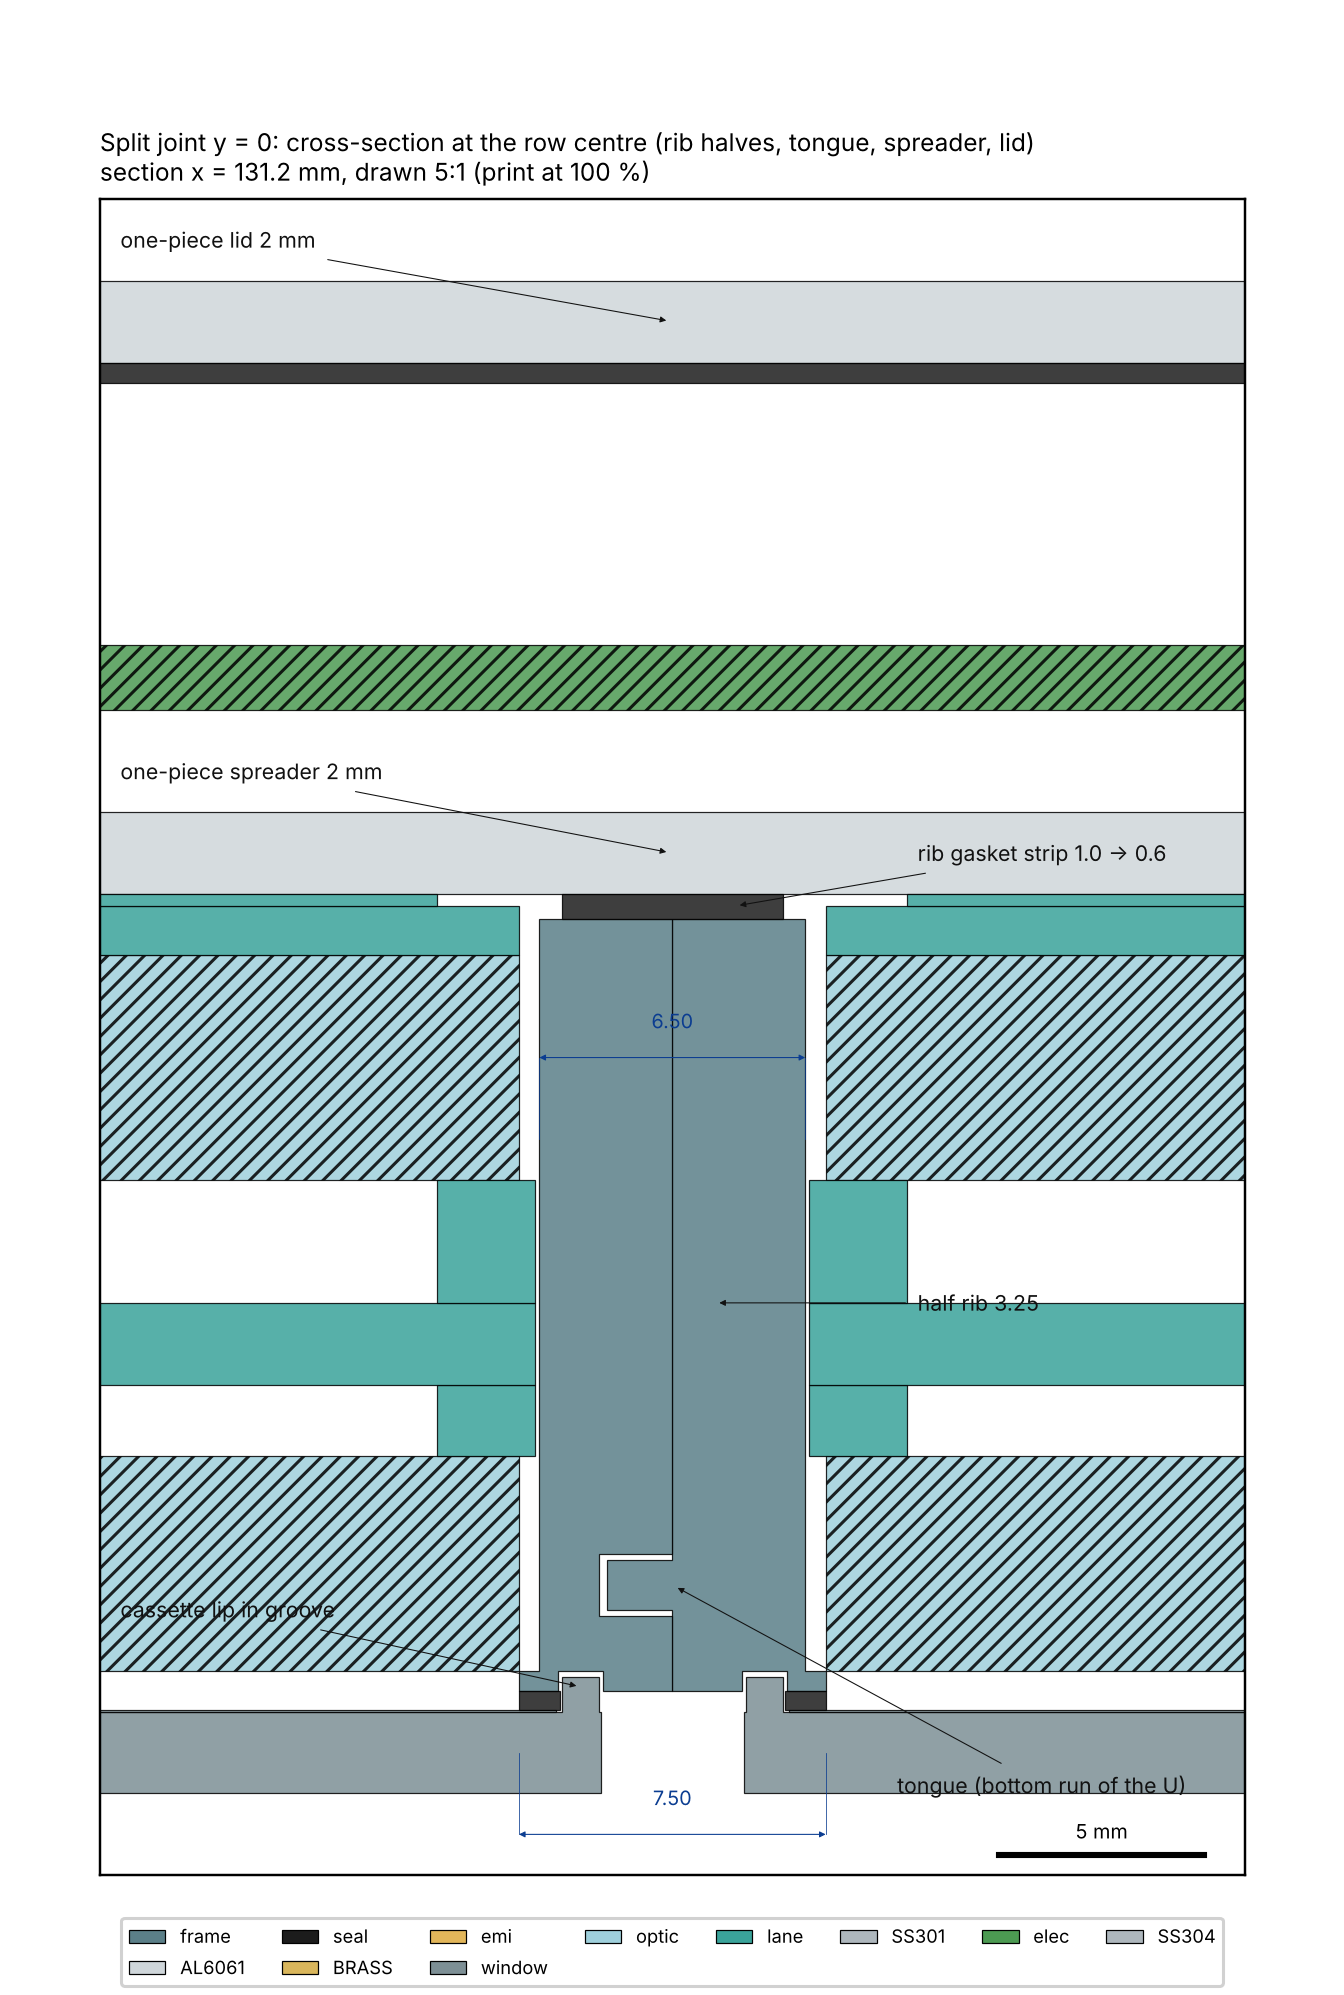 Split joint y = 0: cross-section at the row centre (rib halves, tongue, spreader, lid)
section x = 131.2 mm, drawn 5:1 (print at 100 %)
one-piece lid 2 mm
one-piece spreader 2 mm
rib gasket strip 1.0 → 0.6
6.50
half rib 3.25
cassette lip in groove
tongue (bottom run of the U)
7.50
5 mm
frame seal emi optic lane SS301 elec SS304
AL6061 BRASS window